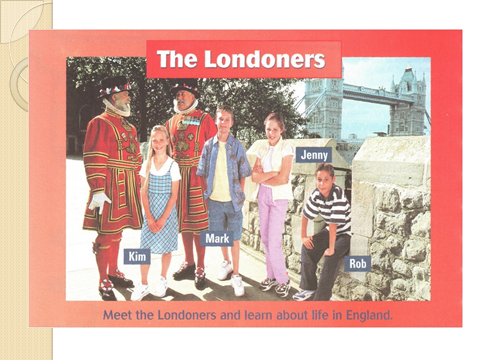 The Londoners
Jenny
Mark
Kim
Rob
Meet the Londoners and learn about life in England.